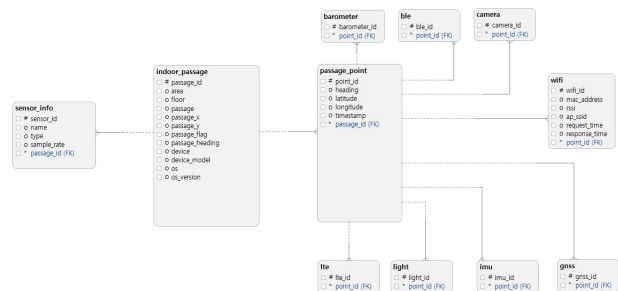 barometer
# barometer_id
* point_id (FK)
ble
# ble_id
* point_id (FK)
camera
# camera_id
* point_id (FK)
sensor_info
# sensor_id
o name
o type
o sample_rate
* passage_id (FK)
indoor_passage
# passage_id
o area
o floor
o passage
o passage_x
o passage_y
o passage_flag
o passage_heading
o device
o device_model
o os
o os_version
passage_point
# point_id
o heading
o latitude
o longitude
o timestamp
* passage_id (FK)
wifi
# wifi_id
o mac_address
o rssi
o ap_ssid
o request_time
o response_time
* point_id (FK)
lte
# lte_id
* point_id (FK)
light
# light_id
* point_id (FK)
imu
# imu_id
* point_id (FK)
gnss
# gnss_id
* point_id (FK)